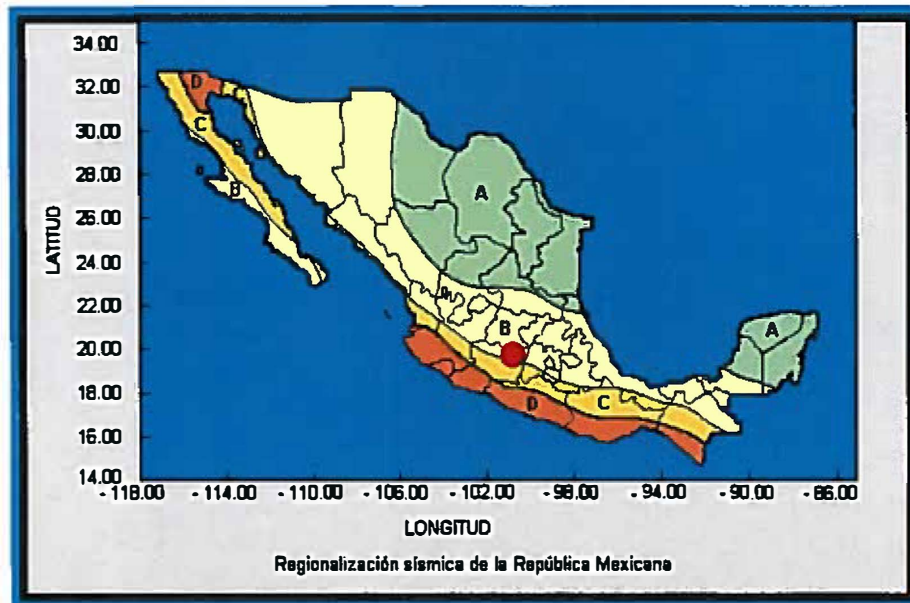 34.00
32.00
30.00
28.00
26.00
24.00
22.00
20.00
18.00
16.00
14.00
LATITUD
D
C
B
A
B
A
C
D
- 118.00 - 114.00 - 110.00 - 106.00 - 102.00 - 98.00 - 94.00 - 90.00 - 86.00
LONGITUD
Regionalización sísmica de la República Mexicana